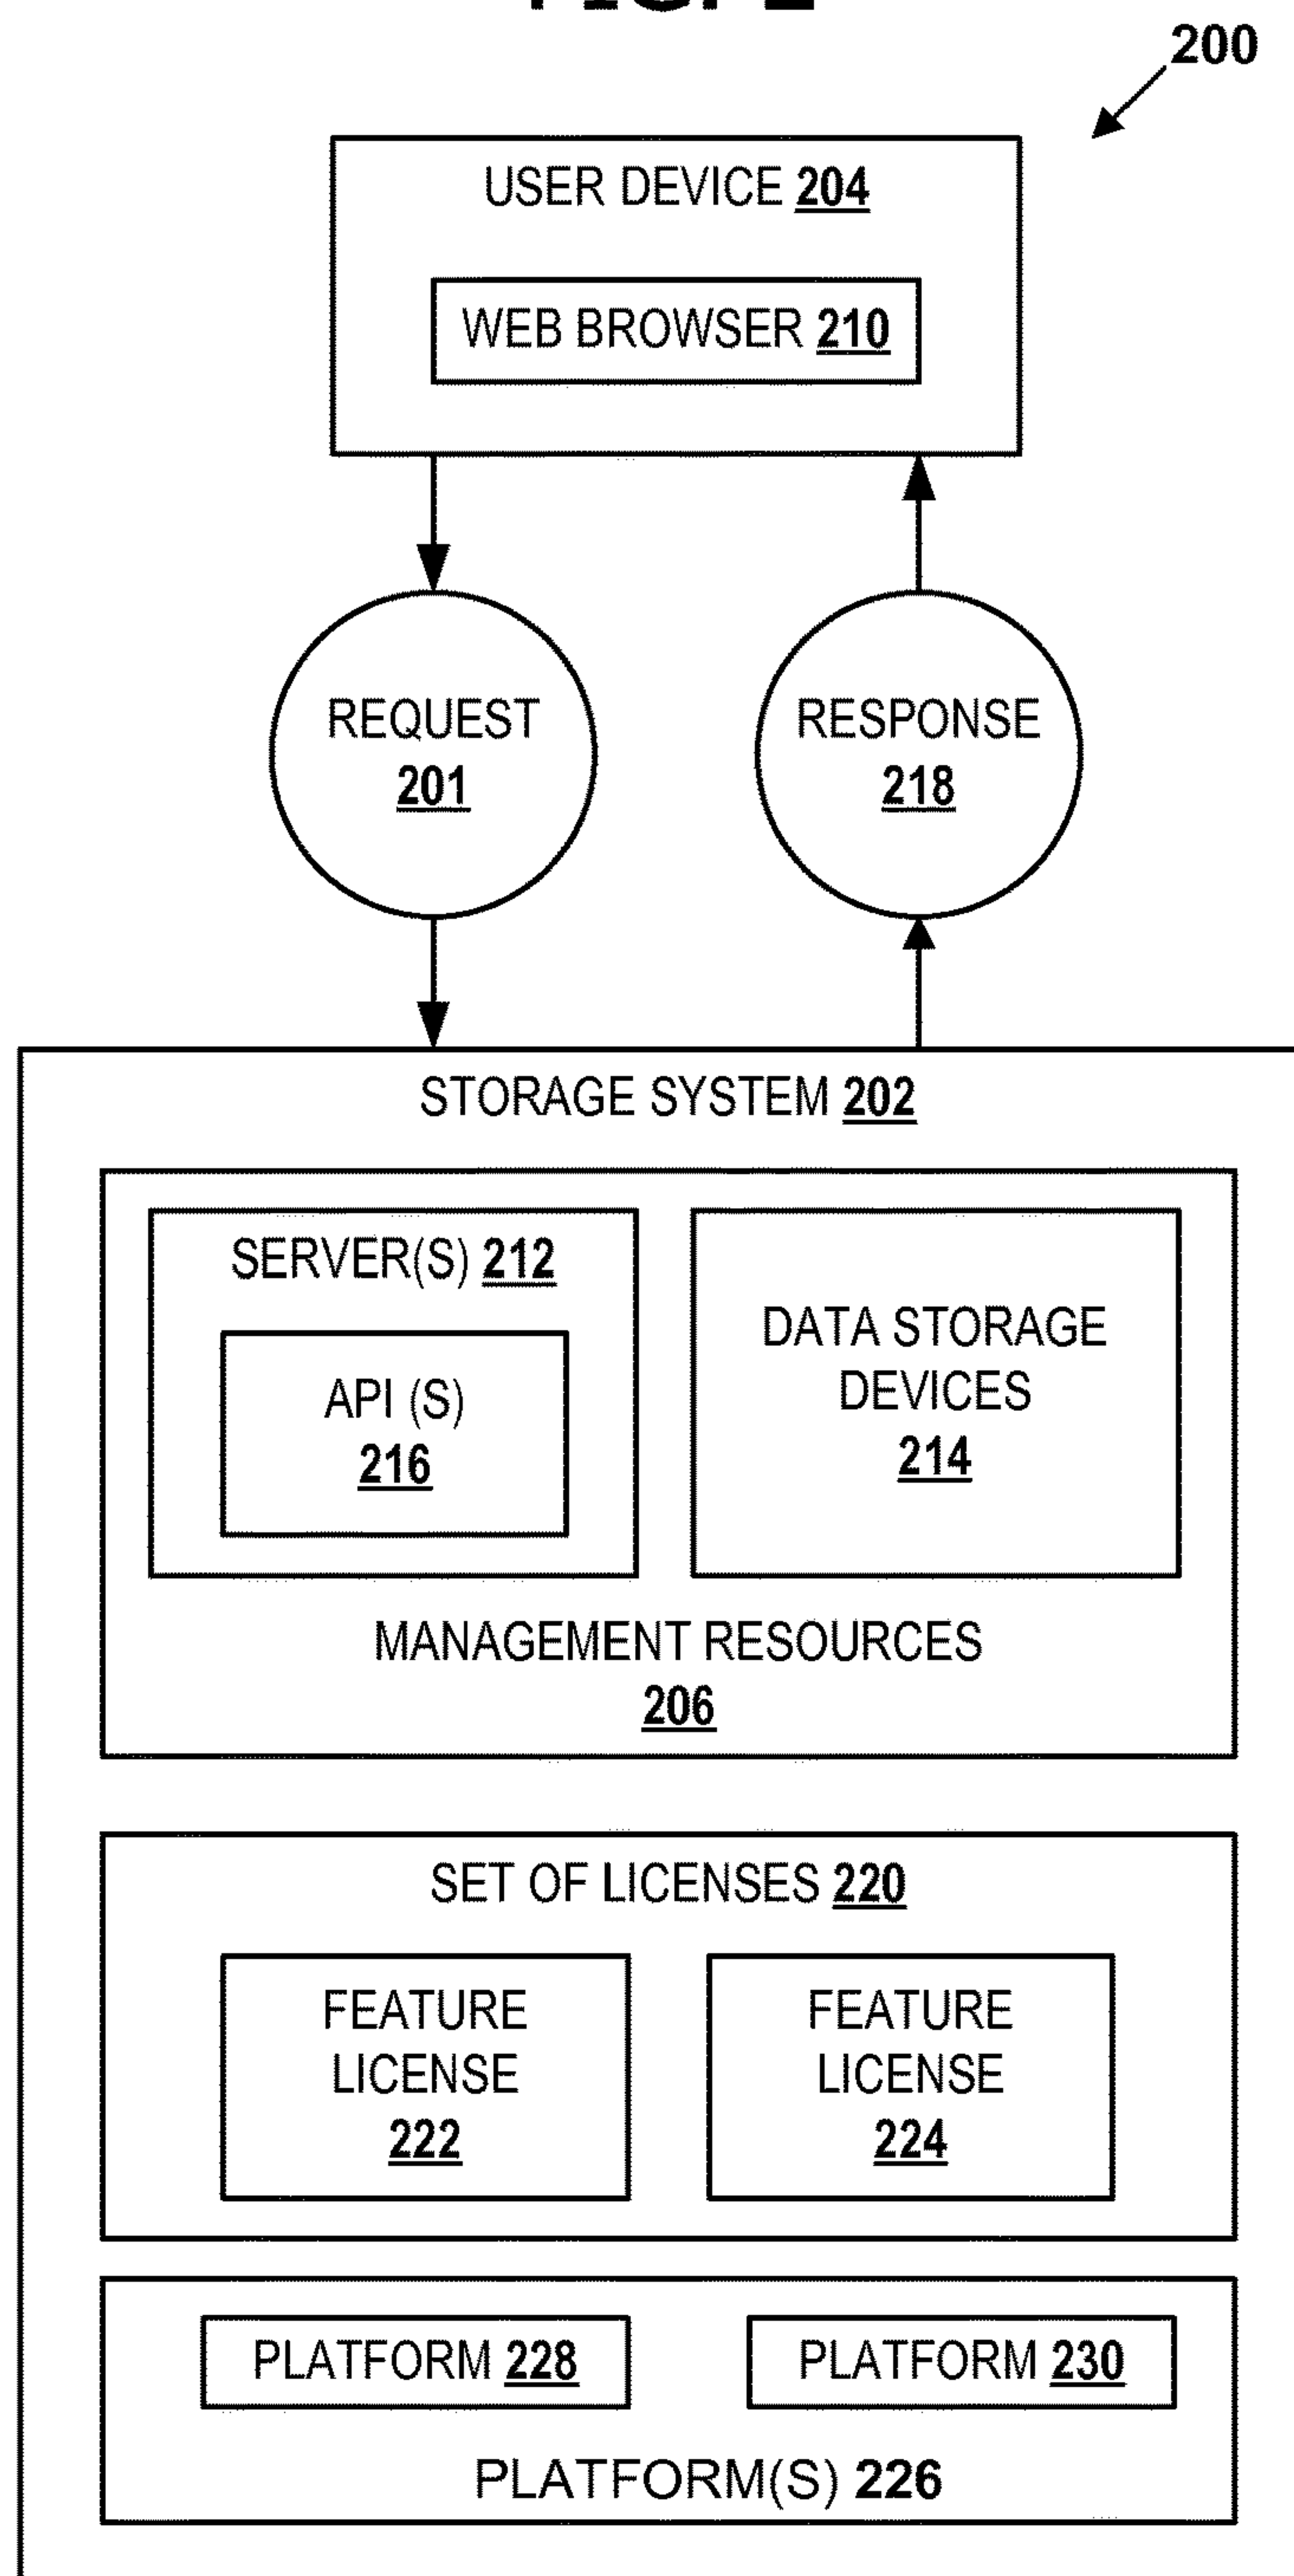 200
USER DEVICE 204
WEB BROWSER 210
REQUEST
201
RESPONSE
218
STORAGE SYSTEM 202
SERVER(S) 212
API (S)
216
DATA STORAGE
DEVICES
214
MANAGEMENT RESOURCES
206
SET OF LICENSES 220
FEATURE
LICENSE
222
FEATURE
LICENSE
224
PLATFORM 228
PLATFORM 230
PLATFORM(S) 226